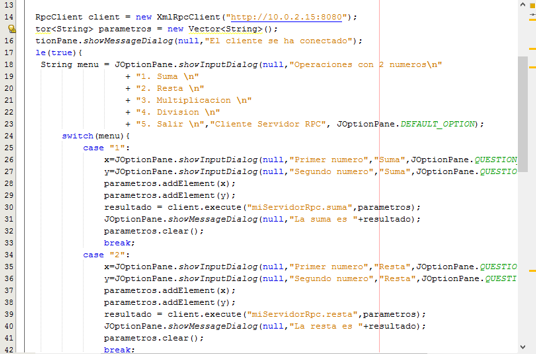 13
14 RpcClient client = new XmlRpcClient("http://10.0.2.15:8080");
tor<String> parametros = new Vector<String>();
16 tionPane.showMessageDialog(null,"El cliente se ha conectado");
17 le(true){
18 String menu = JOptionPane.showInputDialog(null,"Operaciones con 2 numeros\n"
19 + "1. Suma \n"
20 + "2. Resta \n"
21 + "3. Multiplicacion \n"
22 + "4. Division \n"
23 + "5. Salir \n","Cliente Servidor RPC", JOptionPane.DEFAULT_OPTION);
24 switch(menu){
25 case "1":
26 x=JOptionPane.showInputDialog(null,"Primer numero","Suma",JOptionPane.QUESTION
27 y=JOptionPane.showInputDialog(null,"Segundo numero","Suma",JOptionPane.QUESTIO
28 parametros.addElement(x);
29 parametros.addElement(y);
30 resultado = client.execute("miServidorRpc.suma",parametros);
31 JOptionPane.showMessageDialog(null,"La suma es "+resultado);
32 parametros.clear();
33 break;
34 case "2":
35 x=JOptionPane.showInputDialog(null,"Primer numero","Resta",JOptionPane.QUESTIO
36 y=JOptionPane.showInputDialog(null,"Segundo numero","Resta",JOptionPane.QUESTI
37 parametros.addElement(x);
38 parametros.addElement(y);
39 resultado = client.execute("miServidorRpc.resta",parametros);
40 JOptionPane.showMessageDialog(null,"La resta es "+resultado);
41 parametros.clear();
42 break;